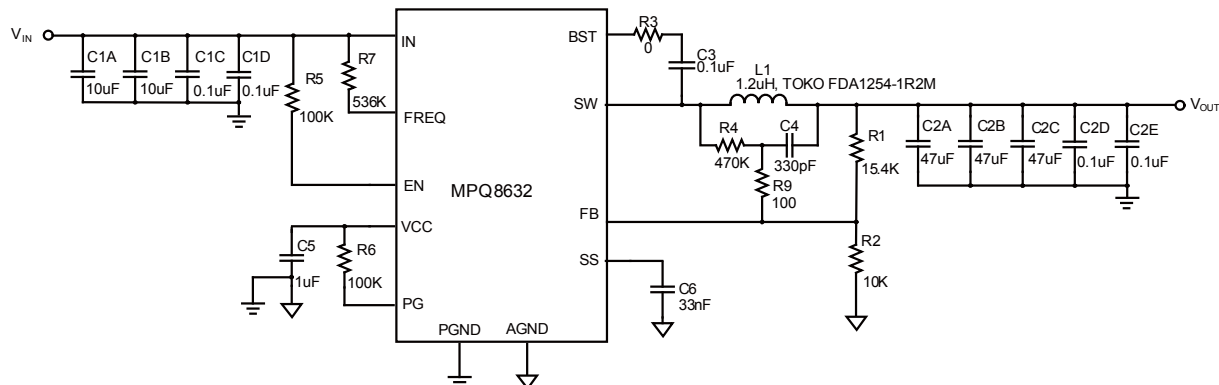 VIN
C1A
10uF
C1B
10uF
C1C
0.1uF
C1D
0.1uF
R5
100K
R7
536K
IN
FREQ
EN
VCC
PG
C5
1uF
R6
100K
MPQ8632
PGND
AGND
BST
SW
FB
SS
R3
0
C3
0.1uF
L1
1.2uH, TOKO FDA1254-1R2M
R4
470K
C4
330pF
R9
100
R1
15.4K
R2
10K
C6
33nF
C2A
47uF
C2B
47uF
C2C
47uF
C2D
0.1uF
C2E
0.1uF
VOUT